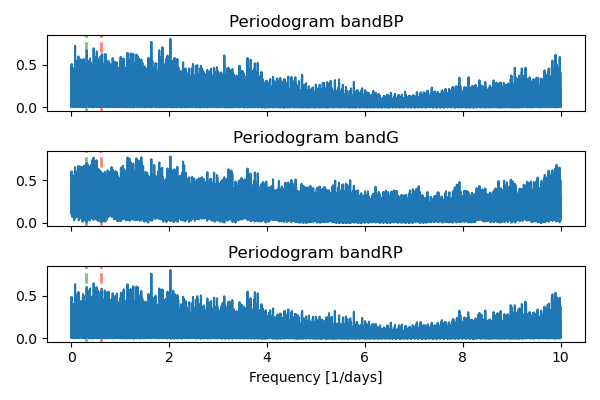 Periodogram bandBP
0.5
0.0
Periodogram bandG
0.5
0.0
Periodogram bandRP
0.5
0.0
0 2 4 6 8 10
Frequency [1/days]